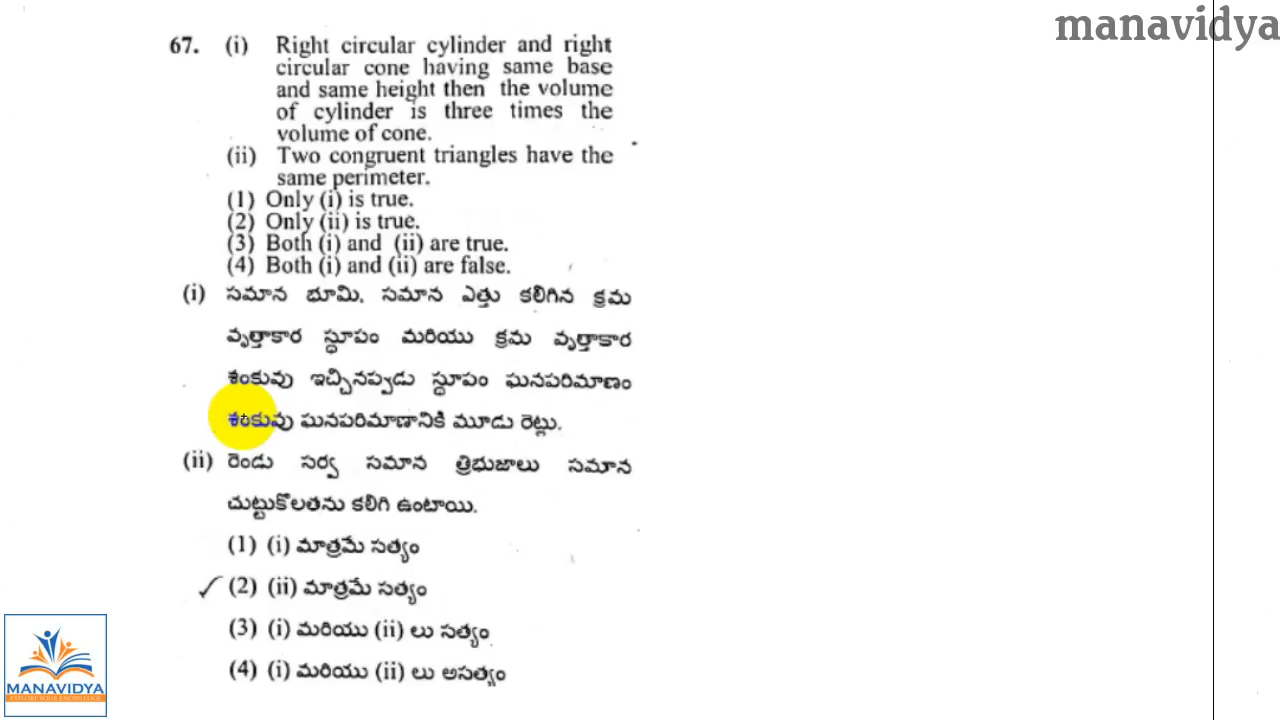 manavidya
67. (i) Right circular cylinder and right
circular cone having same base
and same height then the volume
of cylinder is three times the
volume of cone.
(ii) Two congruent triangles have the
same perimeter.
(1) Only (i) is true.
(2) Only (ii) is true.
(3) Both (i) and (ii) are true.
(4) Both (i) and (ii) are false.
(i) సమాన భూమి, సమాన ఎత్తు కలిగిన క్రమ
వృత్తాకార స్థూపం మరియు క్రమ వృత్తాకార
శంకువు ఇచ్చినప్పడు స్థూపం ఘనపరిమాణం
శంకువు ఘనపరిమాణానికి మూడు రెట్లు.
(ii) రెండు సర్వ సమాన త్రిభుజాలు సమాన
చుట్టుకొలతను కలిగి ఉంటాయి.
(1) (i) మాత్రమే సత్యం
(2) (ii) మాత్రమే సత్యం
(3) (i) మరియు (ii) లు సత్యం
(4) (i) మరియు (ii) లు అసత్యం
MANAVIDYA